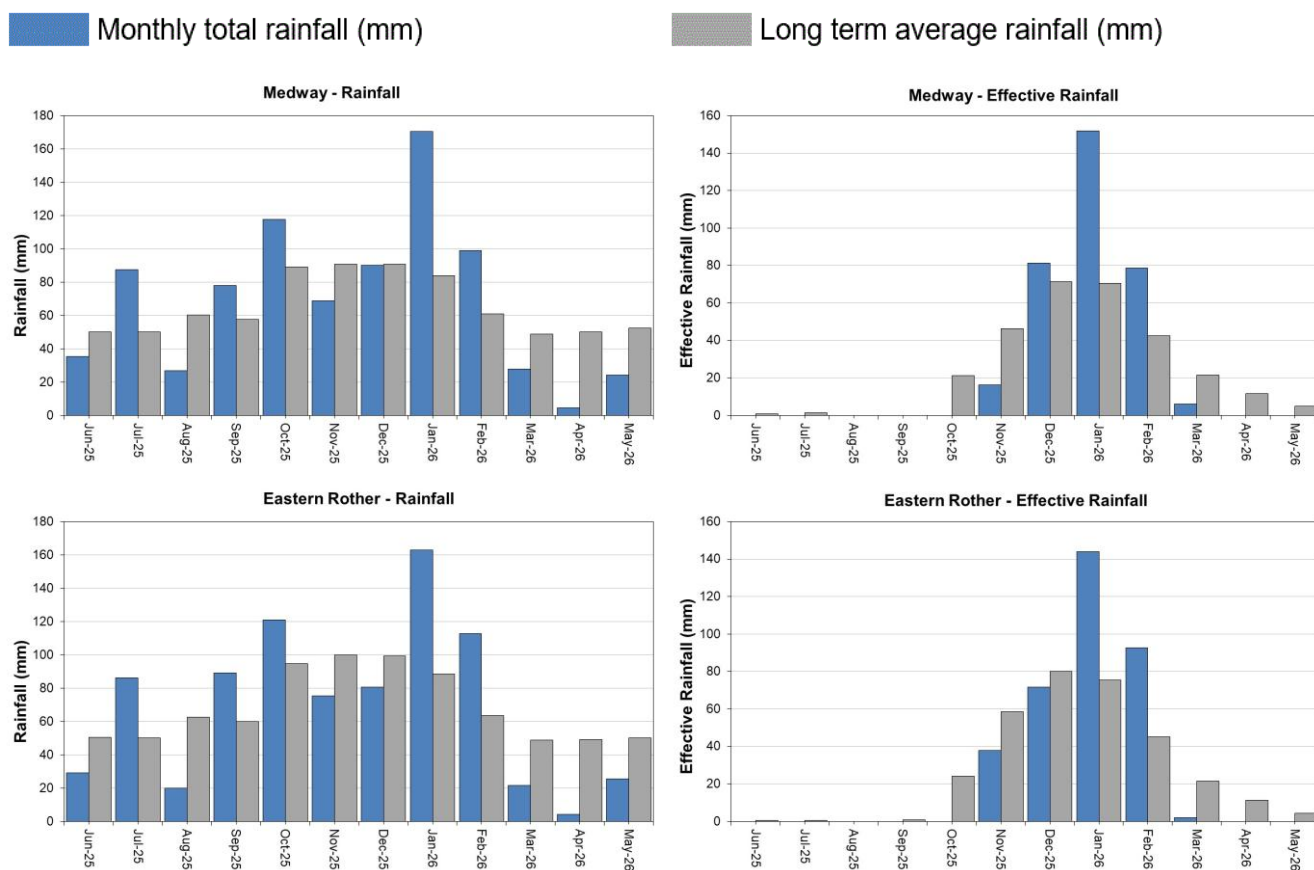 Monthly total rainfall (mm)
Long term average rainfall (mm)
Medway - Rainfall
Rainfall (mm)
180
160
140
120
100
80
60
40
20
0
Jun-25
Jul-25
Aug-25
Sep-25
Oct-25
Nov-25
Dec-25
Jan-26
Feb-26
Mar-26
Apr-26
May-26
Medway - Effective Rainfall
Effective Rainfall (mm)
160
140
120
100
80
60
40
20
0
Jun-25
Jul-25
Aug-25
Sep-25
Oct-25
Nov-25
Dec-25
Jan-26
Feb-26
Mar-26
Apr-26
May-26
Eastern Rother - Rainfall
Rainfall (mm)
180
160
140
120
100
80
60
40
20
0
Jun-25
Jul-25
Aug-25
Sep-25
Oct-25
Nov-25
Dec-25
Jan-26
Feb-26
Mar-26
Apr-26
May-26
Eastern Rother - Effective Rainfall
Effective Rainfall (mm)
160
140
120
100
80
60
40
20
0
Jun-25
Jul-25
Aug-25
Sep-25
Oct-25
Nov-25
Dec-25
Jan-26
Feb-26
Mar-26
Apr-26
May-26